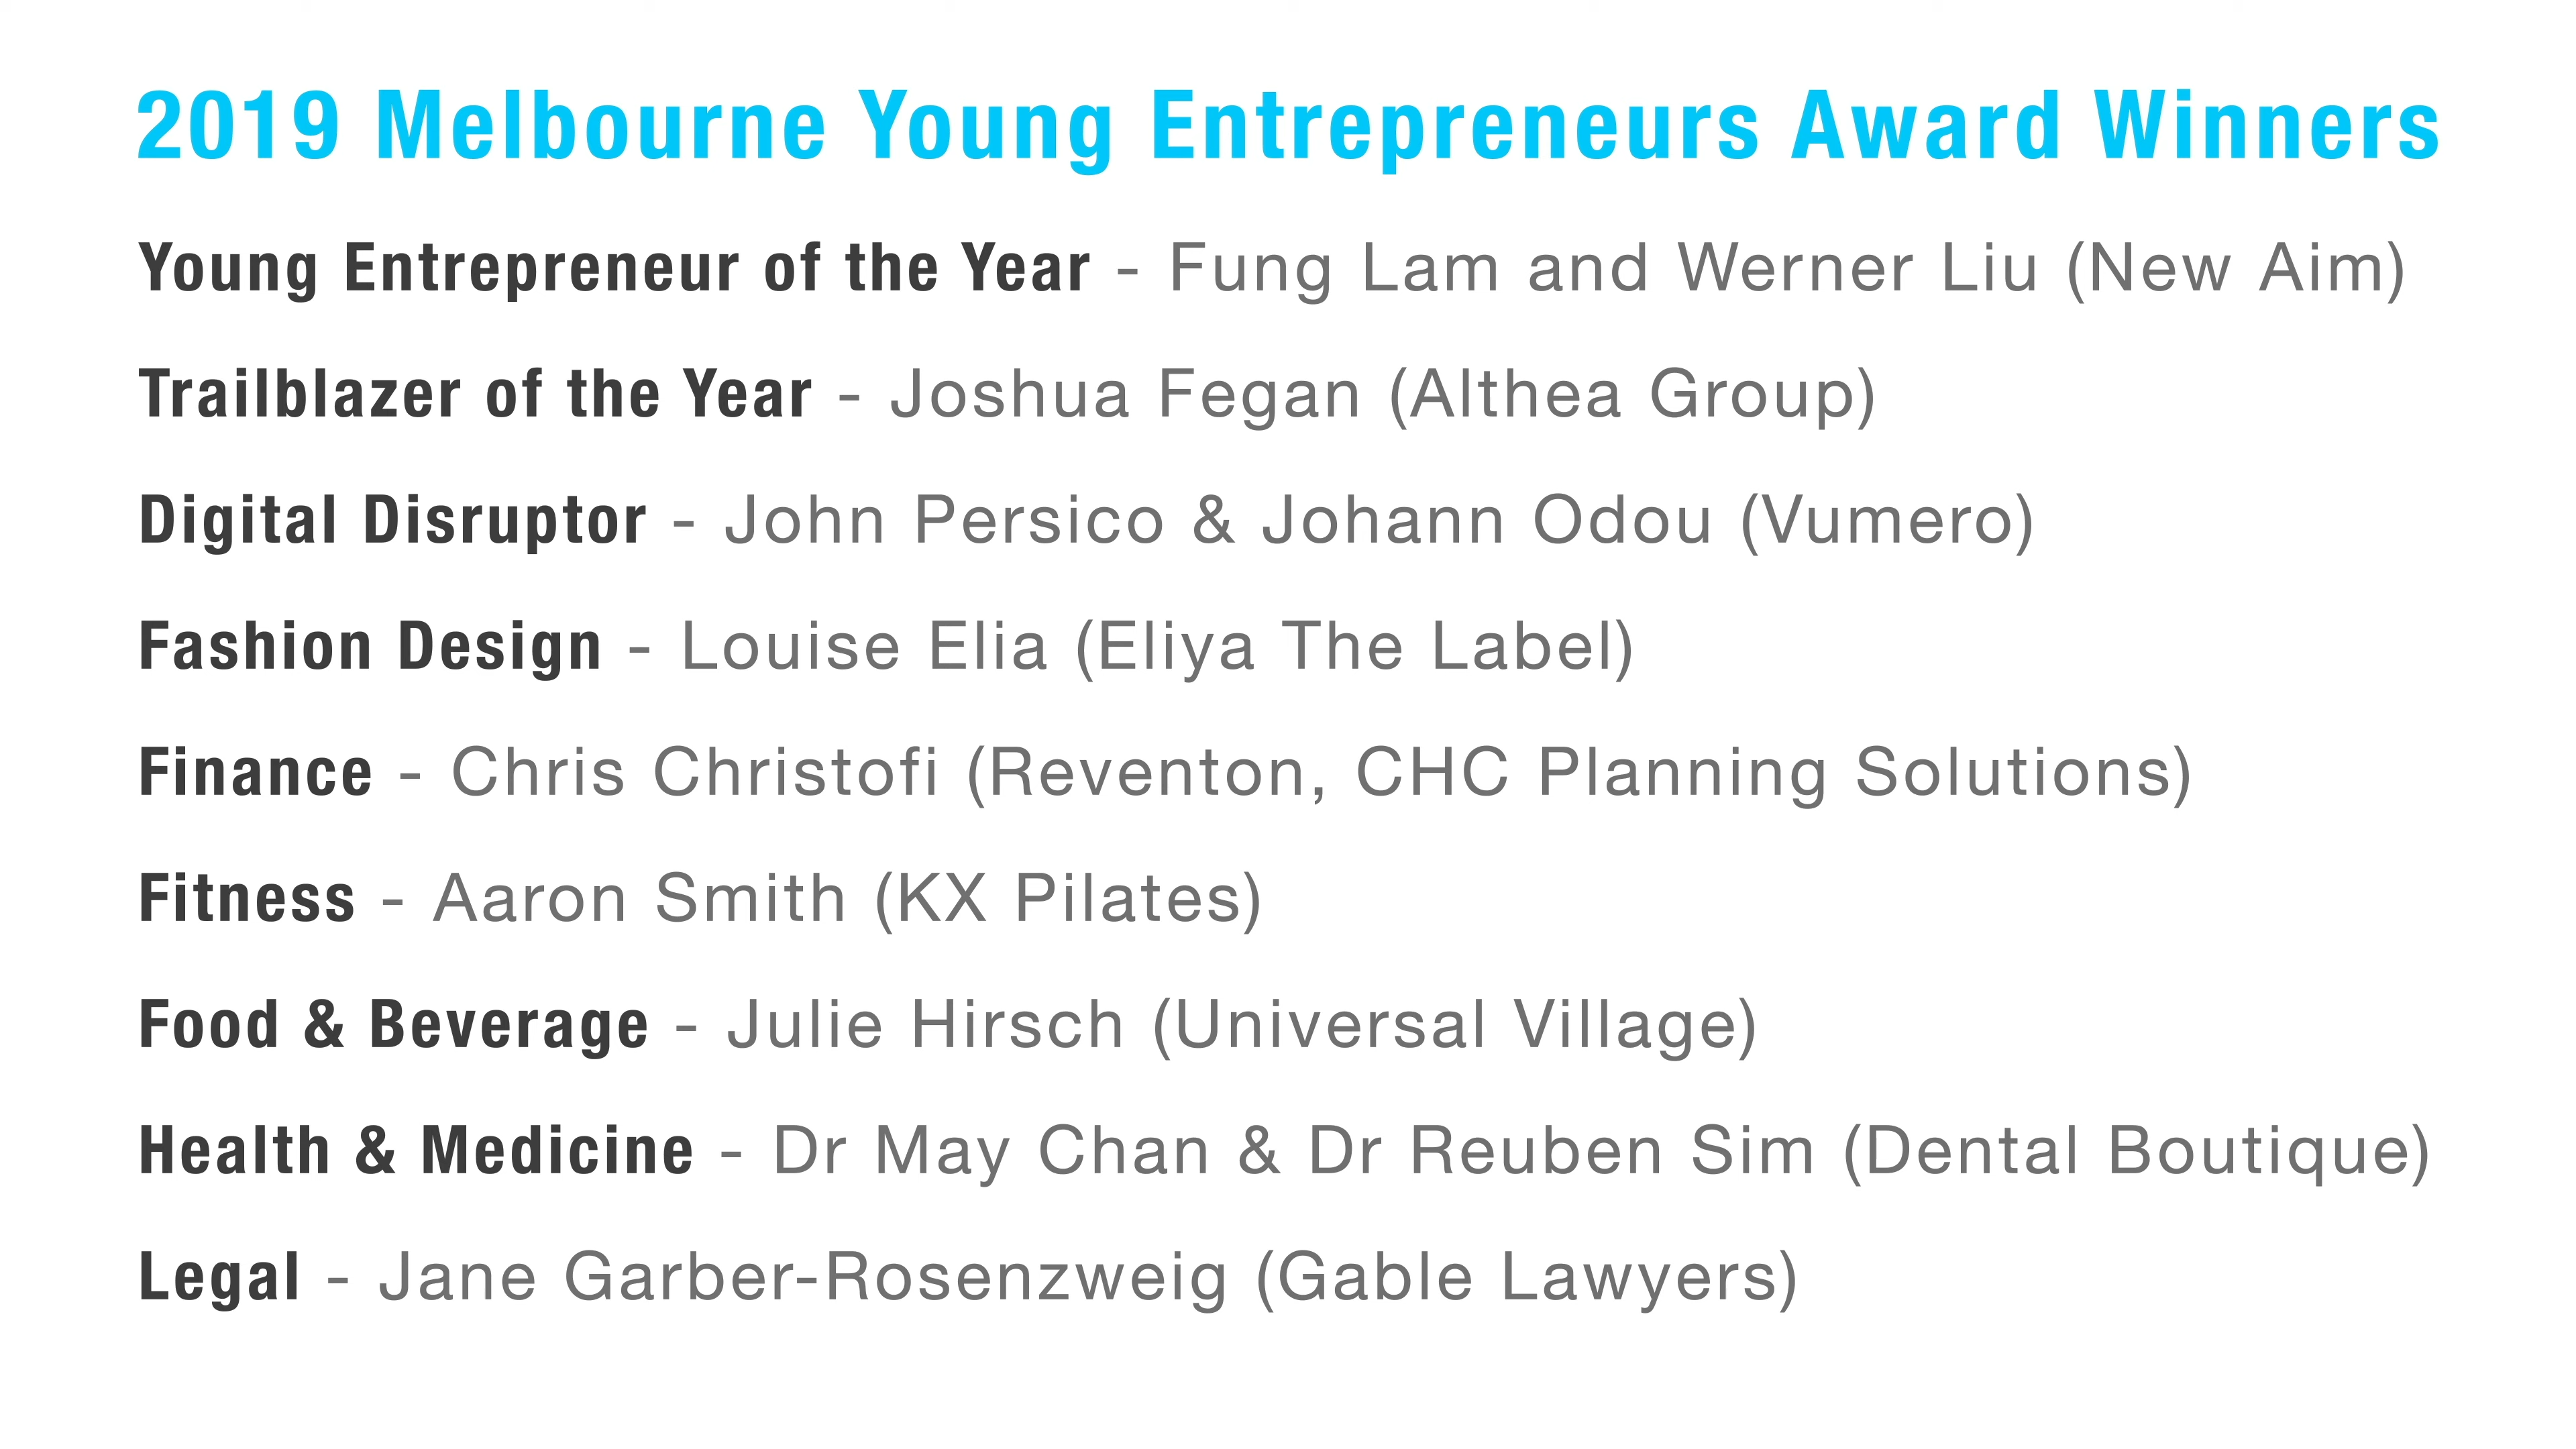 2019 Melbourne Young Entrepreneurs Award Winners
Young Entrepreneur of the Year - Fung Lam and Werner Liu (New Aim)
Trailblazer of the Year - Joshua Fegan (Althea Group)
Digital Disruptor - John Persico & Johann Odou (Vumero)
Fashion Design - Louise Elia (Eliya The Label)
Finance - Chris Christofi (Reventon, CHC Planning Solutions)
Fitness - Aaron Smith (KX Pilates)
Food & Beverage - Julie Hirsch (Universal Village)
Health & Medicine - Dr May Chan & Dr Reuben Sim (Dental Boutique)
Legal - Jane Garber-Rosenzweig (Gable Lawyers)